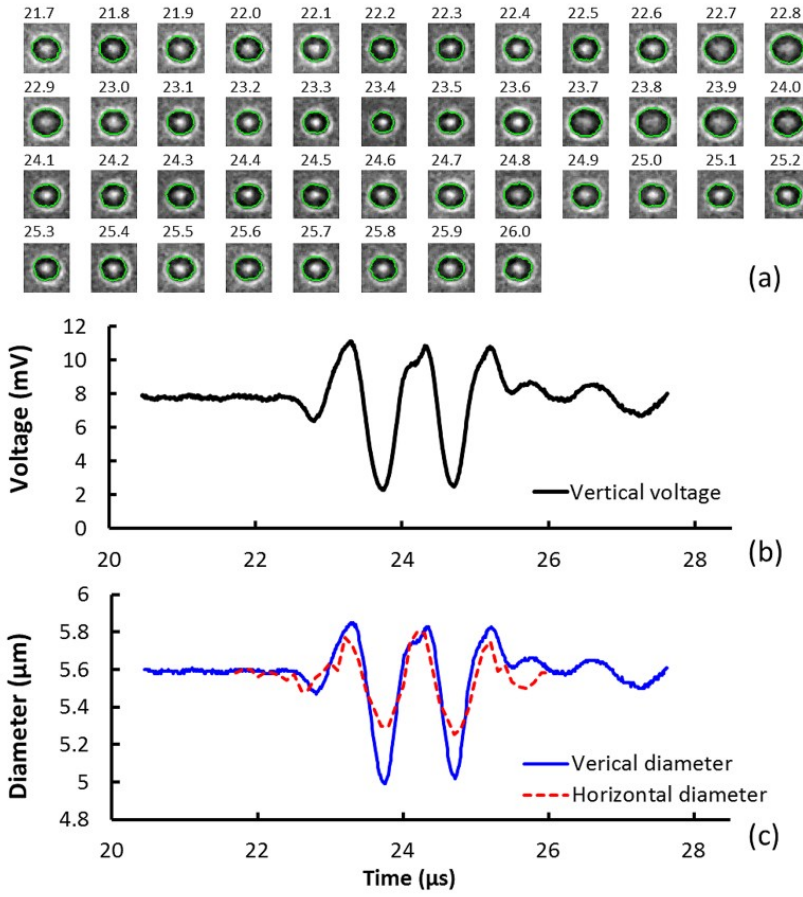 21.7 21.8 21.9 22.0 22.1 22.2 22.3 22.4 22.5 22.6 22.7 22.8
22.9 23.0 23.1 23.2 23.3 23.4 23.5 23.6 23.7 23.8 23.9 24.0
24.1 24.2 24.3 24.4 24.5 24.6 24.7 24.8 24.9 25.0 25.1 25.2
25.3 25.4 25.5 25.6 25.7 25.8 25.9 26.0
(a)
Voltage (mV)
12
10
8
6
4
2
0
Vertical voltage
20 22 24 26 28
(b)
Diameter (μm)
6
5.8
5.6
5.4
5.2
5
4.8
Verical diameter
Horizontal diameter
20 22 24 26 28
(c)
Time (μs)